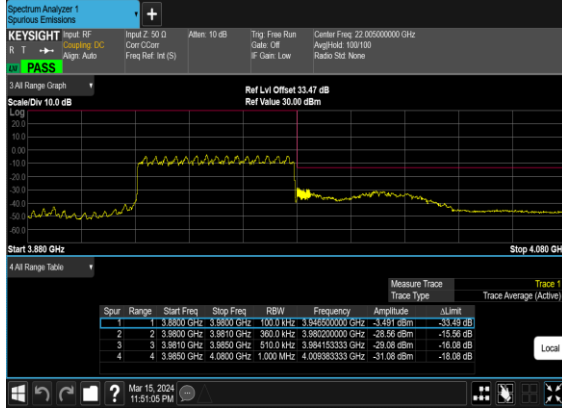 Spectrum Analyzer 1
Spurious Emissions
+
KEYSIGHT Input: RF Input Z: 50 Ω Atten: 10 dB Trig: Free Run Center Freq: 22.005000000 GHz
R T Coupling: DC Corr CCorr Gate: Off Avg|Hold: 100/100
Align: Auto Freq Ref: Int (S) IF Gain: Low Radio Std: None
PASS
3 All Range Graph
Ref Lvl Offset 33.47 dB
Scale/Div 10.0 dB Ref Value 30.00 dBm
Log
20.0
10.0
0.00
-10.0
-20.0
-30.0
-40.0
-50.0
-60.0
Start 3.880 GHz Stop 4.080 GH
4 All Range Table
Measure Trace Trace 1
Trace Type Trace Average (Active)
Spur Range Start Freq Stop Freq RBW Frequency Amplitude ΔLimit
1 1 3.8800 GHz 3.9800 GHz 100.0 kHz 3.946500000 GHz -3.491 dBm -33.49 dB
2 2 3.9800 GHz 3.9810 GHz 360.0 kHz 3.980200000 GHz -28.56 dBm -15.56 dB
3 3 3.9810 GHz 3.9850 GHz 510.0 kHz 3.984153333 GHz -29.08 dBm -16.08 dB
4 4 3.9850 GHz 4.0800 GHz 1.000 MHz 4.009383333 GHz -31.08 dBm -18.08 dB
Local
? Mar 15, 2024
11:51:05 PM